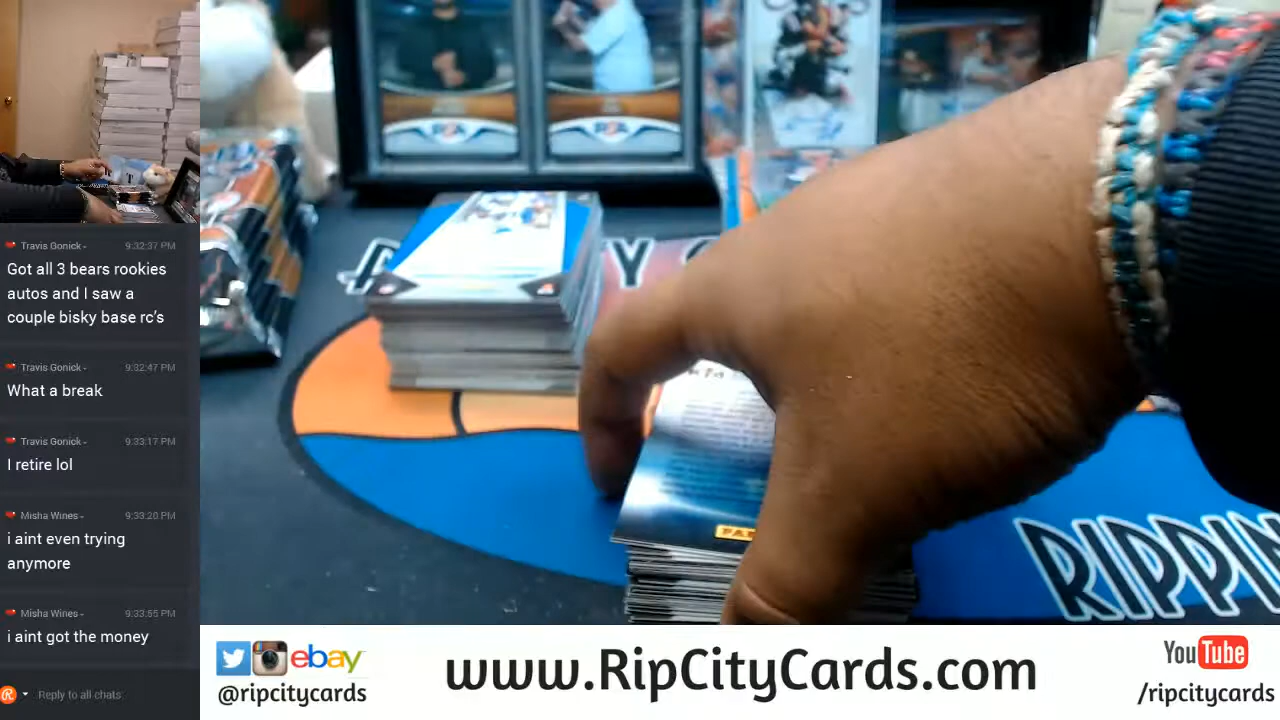 Travis Gonick 9:32:37 PM
Got all 3 bears rookies
autos and I saw a
couple bisky base rc's
Travis Gonick 9:32:47 PM
What a break
Travis Gonick 9:33:17 PM
I retire lol
Misha Wines 9:33:20 PM
i aint even trying
anymore
Misha Wines 9:33:55 PM
i aint got the money
Reply to all chats:
PSA PSA
Y
RIPPIN
ebay
@ripcitycards
www.RipCityCards.com
YouTube
/ripcitycards